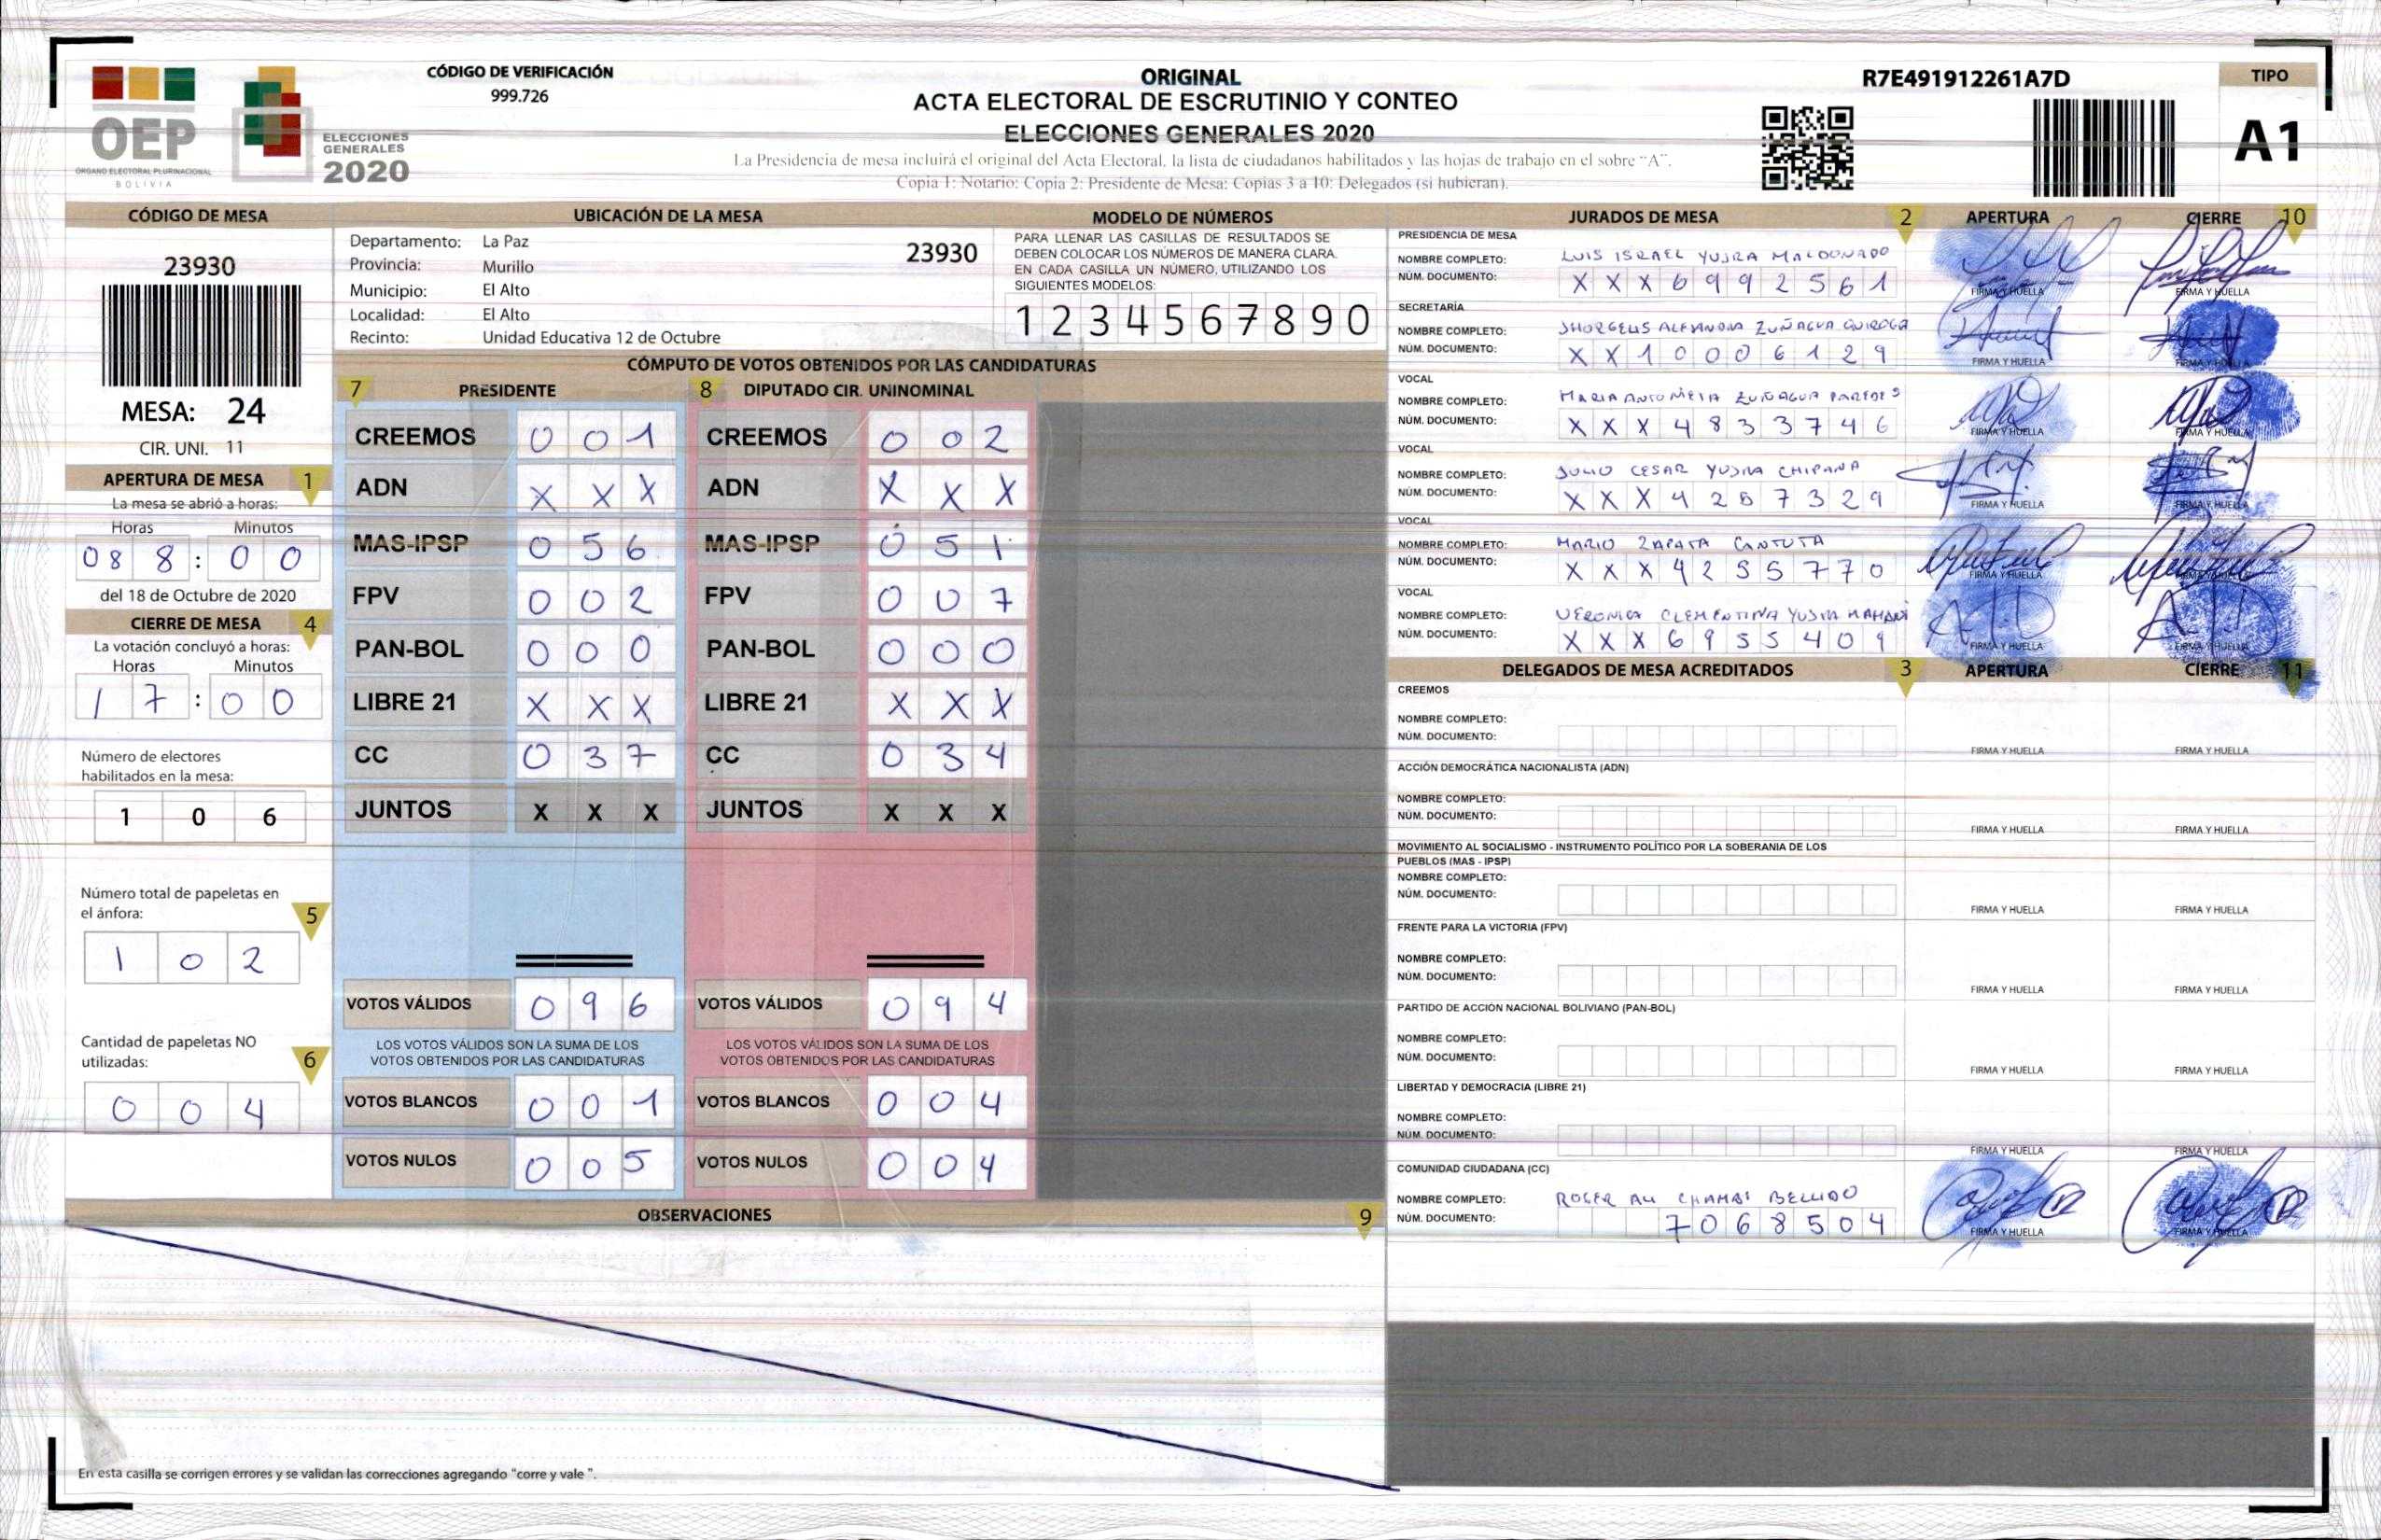 CÓDIGO DE VERIFICACIÓN
999.726
OEP
ÓRGANO ELECTORAL PLURINACIONAL
BOLIVIA
ELECCIONES
GENERALES
2020
ORIGINAL
ACTA ELECTORAL DE ESCRUTINIO Y CONTEO
ELECCIONES GENERALES 2020
La Presidencia de mesa incluirá el original del Acta Electoral, la lista de ciudadanos habilitados y las hojas de trabajo en el sobre "A".
Copia 1: Notario: Copia 2: Presidente de Mesa: Copias 3 a 10: Delegados (si hubieran).
R7E491912261A7D
TIPO
A1
CÓDIGO DE MESA
23930
MESA: 24
CIR. UNI. 11
APERTURA DE MESA 1
La mesa se abrió a horas:
Horas Minutos
08 8 : 0 0
del 18 de Octubre de 2020
CIERRE DE MESA 4
La votación concluyó a horas:
Horas Minutos
1 7 : 0 0
Número de electores
habilitados en la mesa:
1 0 6
Número total de papeletas en
el ánfora:
5
1 0 2
Cantidad de papeletas NO
utilizadas:
6
0 0 4
UBICACIÓN DE LA MESA
Departamento: La Paz
23930
Provincia: Murillo
Municipio: El Alto
Localidad: El Alto
Recinto: Unidad Educativa 12 de Octubre
MODELO DE NÚMEROS
PARA LLENAR LAS CASILLAS DE RESULTADOS SE
DEBEN COLOCAR LOS NÚMEROS DE MANERA CLARA.
EN CADA CASILLA UN NÚMERO, UTILIZANDO LOS
SIGUIENTES MODELOS:
1 2 3 4 5 6 7 8 9 0
CÓMPUTO DE VOTOS OBTENIDOS POR LAS CANDIDATURAS
7 PRESIDENTE 8 DIPUTADO CIR. UNINOMINAL
CREEMOS 0 0 1 CREEMOS 0 0 2
ADN X X X ADN X X X
MAS-IPSP 0 5 6 MAS-IPSP 0 5 1
FPV 0 0 2 FPV 0 0 7
PAN-BOL 0 0 0 PAN-BOL 0 0 0
LIBRE 21 X X X LIBRE 21 X X X
CC 0 3 7 CC 0 3 4
JUNTOS X X X JUNTOS X X X
VOTOS VÁLIDOS 0 9 6 VOTOS VÁLIDOS 0 9 4
LOS VOTOS VÁLIDOS SON LA SUMA DE LOS LOS VOTOS VÁLIDOS SON LA SUMA DE LOS
VOTOS OBTENIDOS POR LAS CANDIDATURAS VOTOS OBTENIDOS POR LAS CANDIDATURAS
VOTOS BLANCOS 0 0 1 VOTOS BLANCOS 0 0 4
VOTOS NULOS 0 0 5 VOTOS NULOS 0 0 4
OBSERVACIONES 9
En esta casilla se corrigen errores y se validan las correcciones agregando "corre y vale ".
JURADOS DE MESA 2 APERTURA CIERRE 10
PRESIDENCIA DE MESA
NOMBRE COMPLETO: LUIS ISRAEL YUJRA MALDONADO
NÚM. DOCUMENTO: X X X 6 9 9 2 5 6 1
FIRMA Y HUELLA FIRMA Y HUELLA
SECRETARÍA
NOMBRE COMPLETO: ZUÑAGUA QUIROGA
NÚM. DOCUMENTO: X X 1 0 0 0 6 1 2 9
FIRMA Y HUELLA FIRMA Y HUELLA
VOCAL
NOMBRE COMPLETO: MARIA ANTONIETA ZUÑAGUA PAREDES
NÚM. DOCUMENTO: X X X 4 8 3 3 7 4 6
FIRMA Y HUELLA FIRMA Y HUELLA
VOCAL
NOMBRE COMPLETO: JULIO CESAR YUJRA CHIPANA
NÚM. DOCUMENTO: X X X 4 2 8 7 3 2 9
FIRMA Y HUELLA FIRMA Y HUELLA
VOCAL
NOMBRE COMPLETO: MARIO ZAPATA CANTUTA
NÚM. DOCUMENTO: X X X 4 2 5 5 7 7 0
FIRMA Y HUELLA FIRMA Y HUELLA
VOCAL
NOMBRE COMPLETO: VERONICA CLEMENTINA YUJRA MAMANI
NÚM. DOCUMENTO: X X X 6 9 5 5 4 0 9
FIRMA Y HUELLA FIRMA Y HUELLA
DELEGADOS DE MESA ACREDITADOS 3 APERTURA CIERRE 11
CREEMOS
NOMBRE COMPLETO:
NÚM. DOCUMENTO:
FIRMA Y HUELLA FIRMA Y HUELLA
ACCIÓN DEMOCRÁTICA NACIONALISTA (ADN)
NOMBRE COMPLETO:
NÚM. DOCUMENTO:
FIRMA Y HUELLA FIRMA Y HUELLA
MOVIMIENTO AL SOCIALISMO - INSTRUMENTO POLÍTICO POR LA SOBERANIA DE LOS
PUEBLOS (MAS - IPSP)
NOMBRE COMPLETO:
NÚM. DOCUMENTO:
FIRMA Y HUELLA FIRMA Y HUELLA
FRENTE PARA LA VICTORIA (FPV)
NOMBRE COMPLETO:
NÚM. DOCUMENTO:
FIRMA Y HUELLA FIRMA Y HUELLA
PARTIDO DE ACCIÓN NACIONAL BOLIVIANO (PAN-BOL)
NOMBRE COMPLETO:
NÚM. DOCUMENTO:
FIRMA Y HUELLA FIRMA Y HUELLA
LIBERTAD Y DEMOCRACIA (LIBRE 21)
NOMBRE COMPLETO:
NÚM. DOCUMENTO:
FIRMA Y HUELLA FIRMA Y HUELLA
COMUNIDAD CIUDADANA (CC)
NOMBRE COMPLETO: ROGER ALI CHAMBI BELLIDO
NÚM. DOCUMENTO: 7 0 6 8 5 0 4
FIRMA Y HUELLA FIRMA Y HUELLA